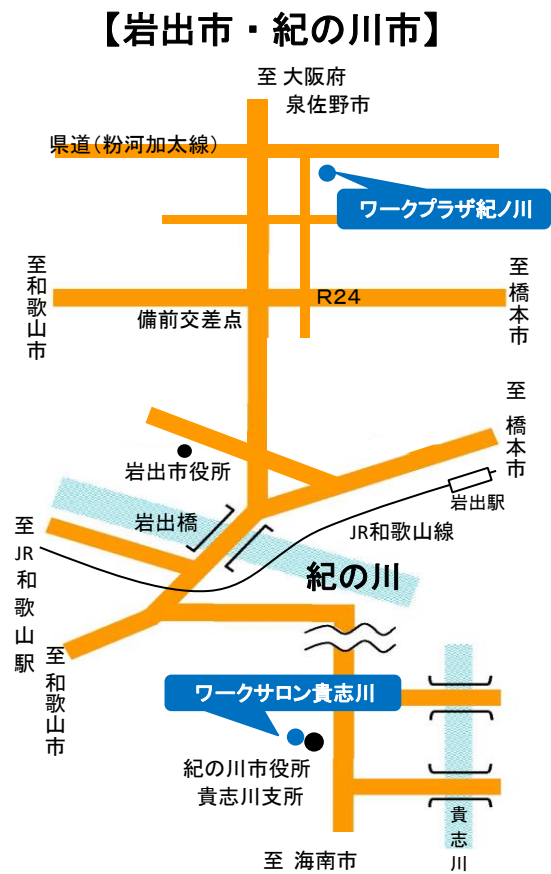 【岩出市・紀の川市】
至 大阪府
泉佐野市
県道(粉河加太線)
ワークプラザ紀ノ川
至和歌山市
至橋本市
R24
備前交差点
至橋本市
岩出市役所
岩出駅
岩出橋
JR和歌山線
至JR和歌山駅
紀の川
至和歌山市
ワークサロン貴志川
紀の川市役所
貴志川支所
貴志川
至 海南市